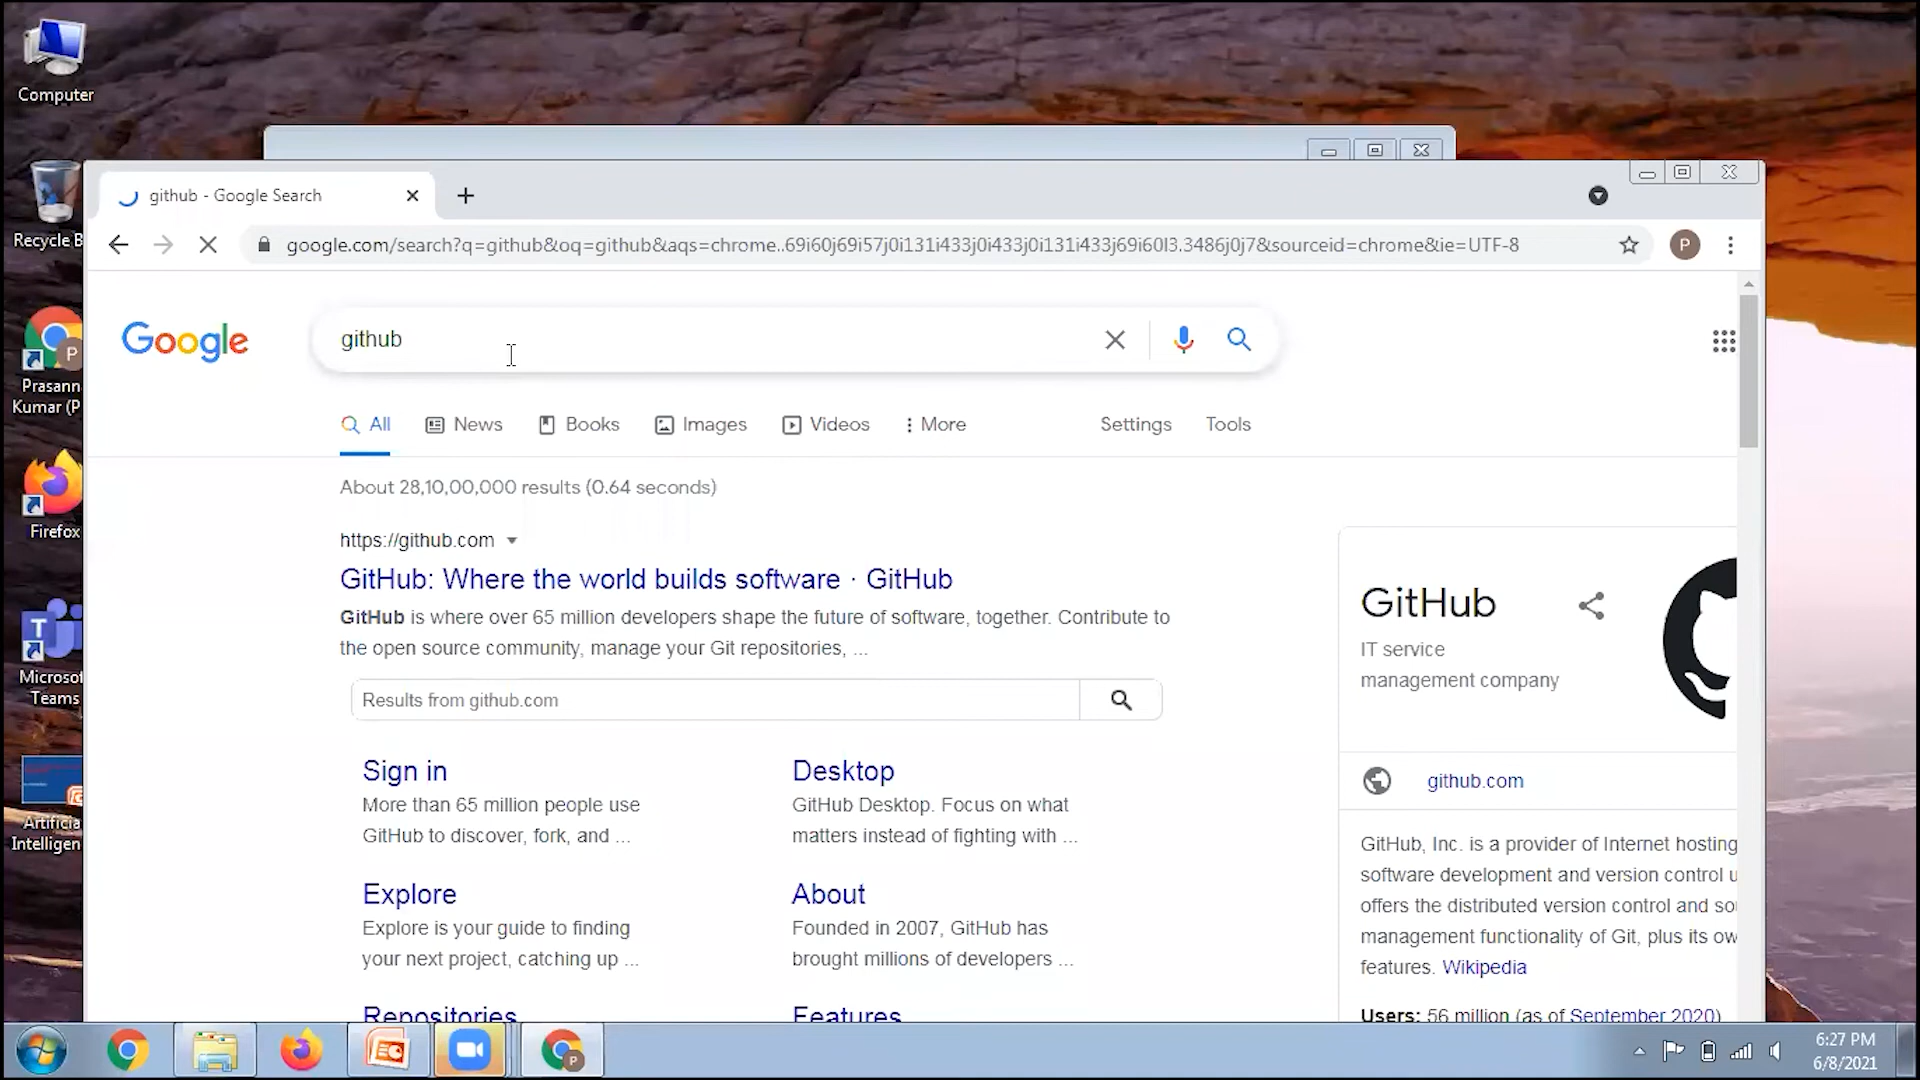 Computer
Recycle B
Prasann
Kumar (P
Firefox
Microsof
Teams
Artificia
Intelligen
github - Google Search
google.com/search?q=github&oq=github&aqs=chrome..69i60j69i57j0i131i433j0i433j0i131i433j69i60l3.3486j0j7&sourceid=chrome&ie=UTF-8
P
Google
github
All
News
Books
Images
Videos
More
Settings
Tools
About 28,10,00,000 results (0.64 seconds)
https://github.com
GitHub: Where the world builds software · GitHub
GitHub is where over 65 million developers shape the future of software, together. Contribute to
the open source community, manage your Git repositories, ...
Results from github.com
Sign in
More than 65 million people use
GitHub to discover, fork, and ...
Desktop
GitHub Desktop. Focus on what
matters instead of fighting with ...
Explore
Explore is your guide to finding
your next project, catching up ...
About
Founded in 2007, GitHub has
brought millions of developers ...
Repositories
Features
GitHub
IT service
management company
github.com
GitHub, Inc. is a provider of Internet hosting
software development and version control u
offers the distributed version control and so
management functionality of Git, plus its ow
features. Wikipedia
Users: 56 million (as of September 2020)
6:27 PM
6/8/2021